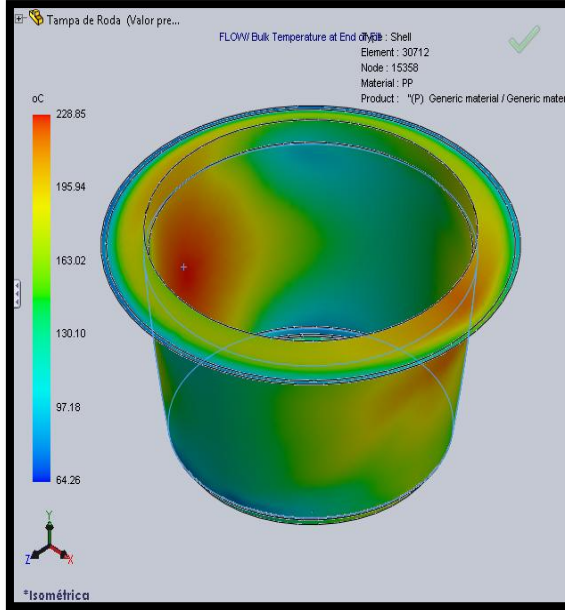 Tampa de Roda (Valor pre...
FLOW/ Bulk Temperature at End of Fill
Type : Shell
Element : 30712
Node : 15358
Material : PP
Product : "(P) Generic material / Generic mater
oC
228.85
195.94
163.02
130.10
97.18
64.26
Y
Z
X
*Isométrica